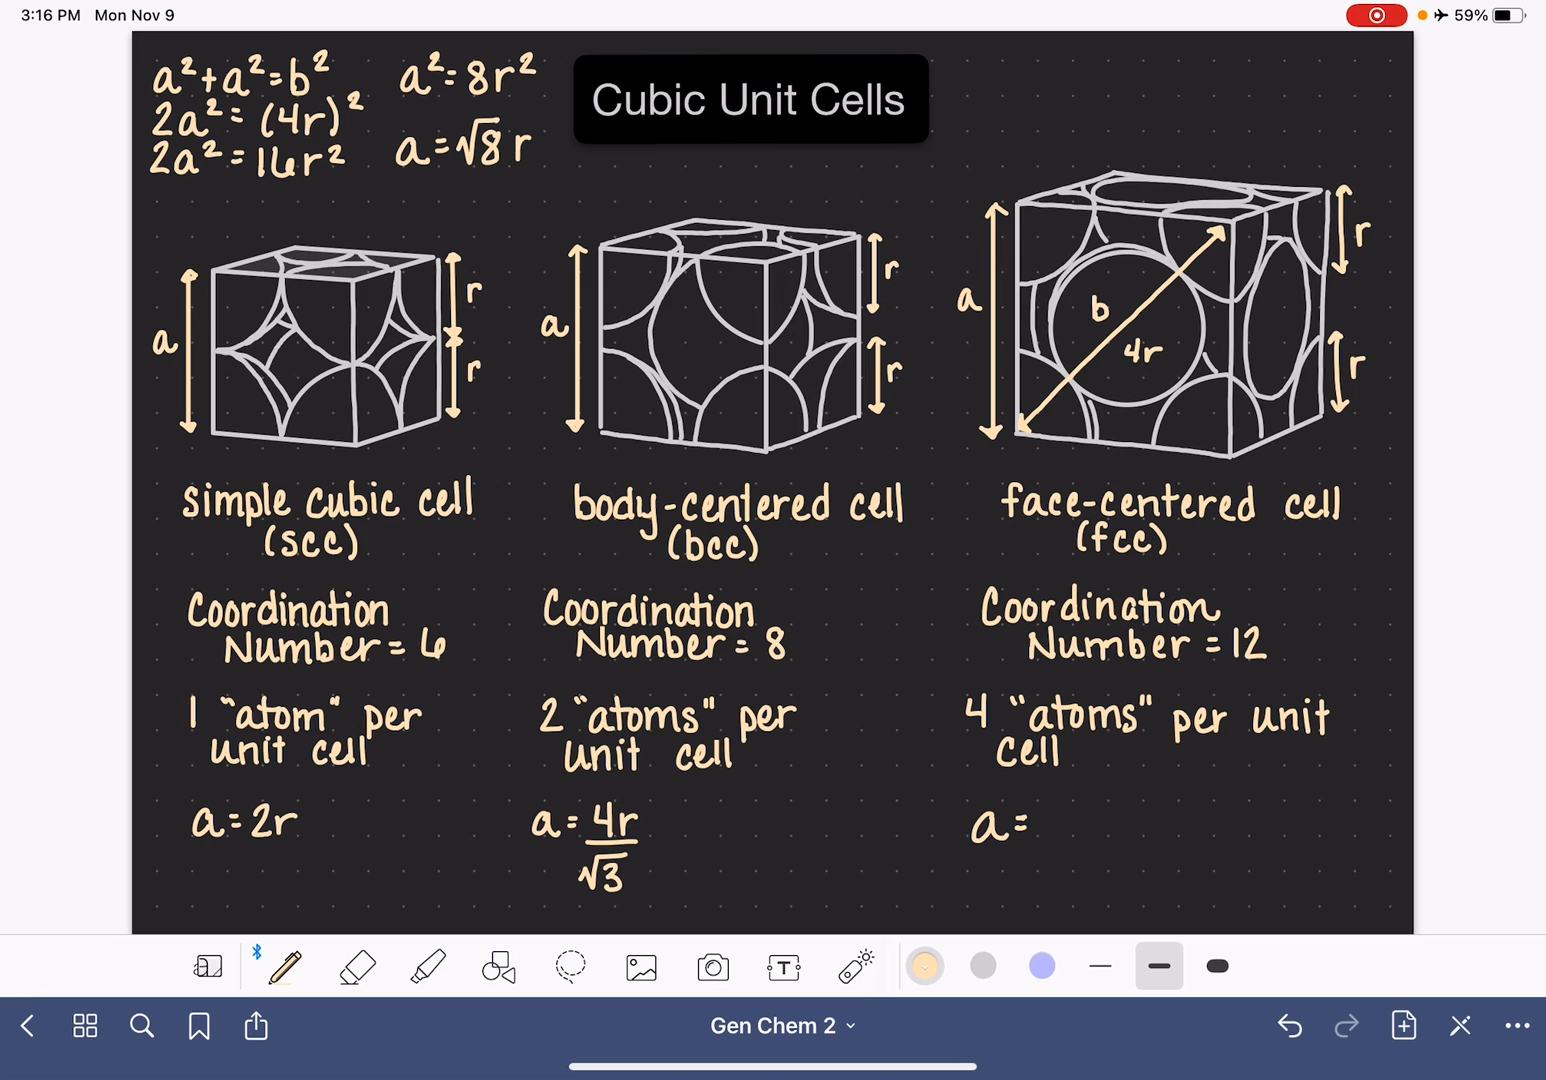 3:16 PM Mon Nov 9
59%
a²+a²=b²
2a²=(4r)²
2a²=16r²
a²=8r²
a=√8 r
Cubic Unit Cells
a
r
r
a
r
r
a
b
4r
r
r
simple cubic cell
(scc)
Coordination
Number = 6
1 "atom" per
unit cell
a=2r
body-centered cell
(bcc)
Coordination
Number = 8
2 "atoms" per
unit cell
a= 4r
√3
face-centered cell
(fcc)
Coordination
Number =12
4 "atoms" per unit
cell
a=
T
Gen Chem 2